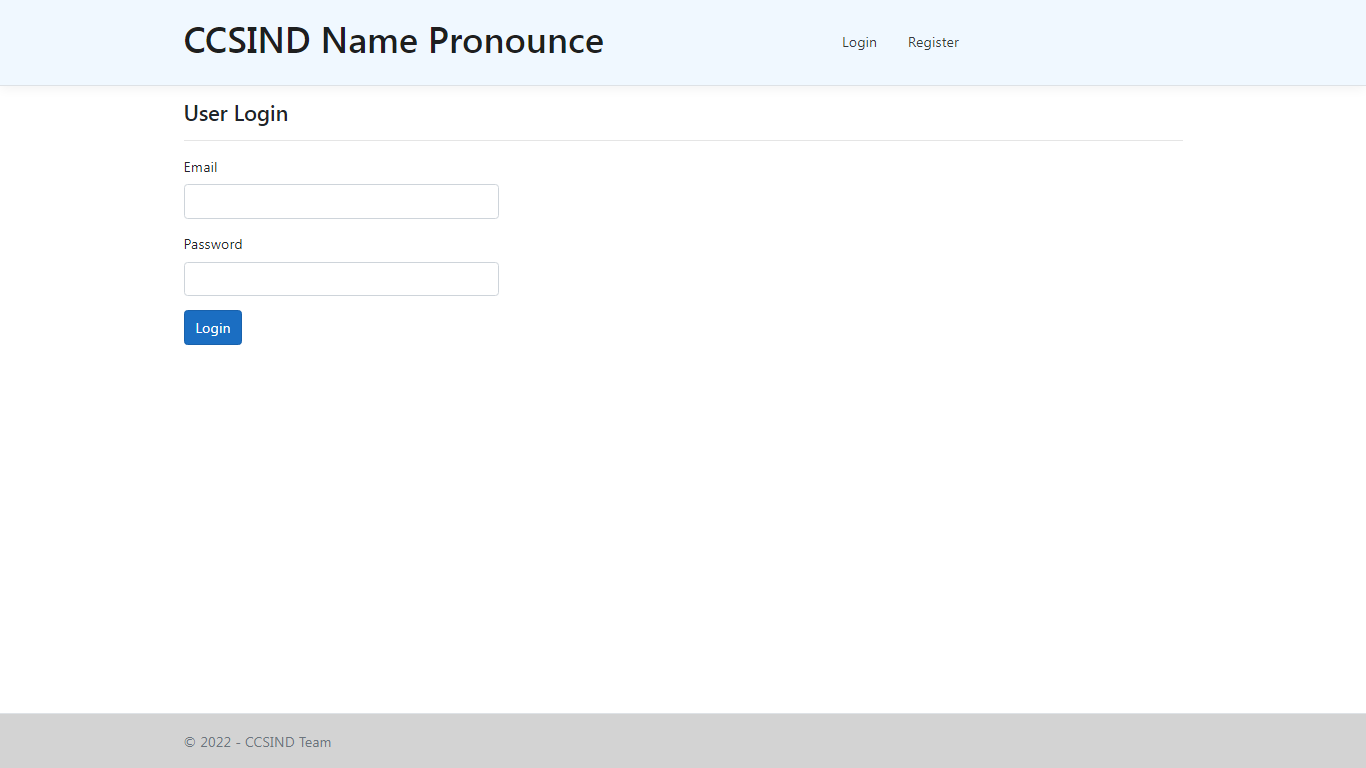 CCSIND Name Pronounce
Login Register
User Login
Email
Password
Login
© 2022 - CCSIND Team